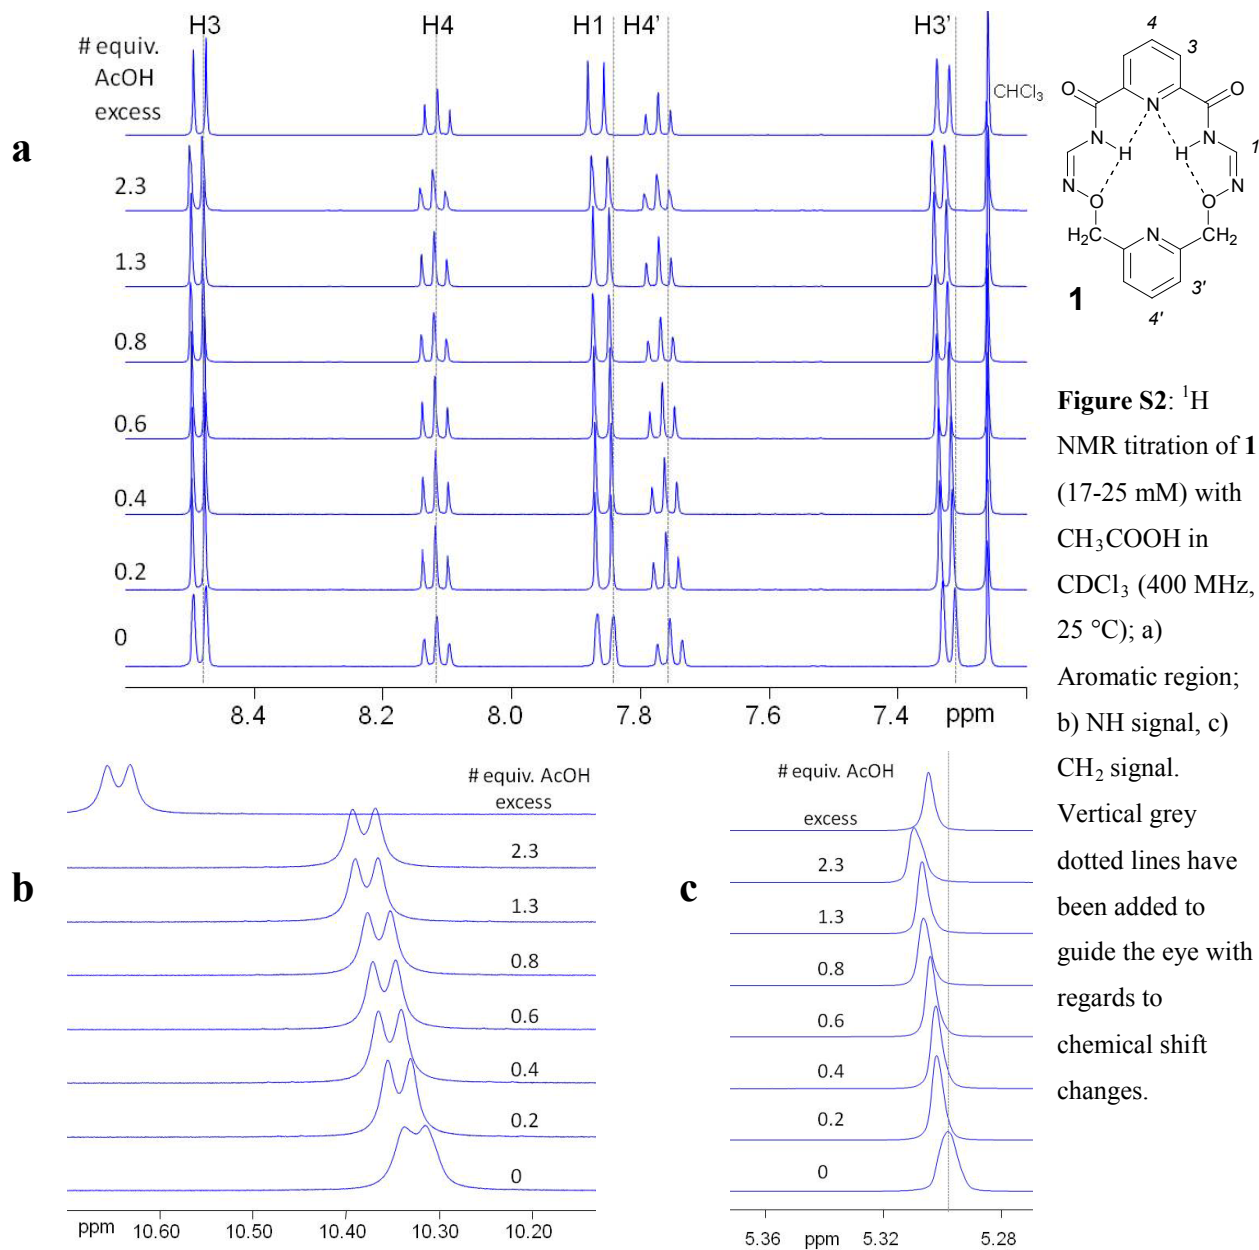 H3 H4 H1 H4' H3'
# equiv.
AcOH
excess
CHCl3
a
2.3
1.3
0.8
0.6
0.4
0.2
0
8.4 8.2 8.0 7.8 7.6 7.4 ppm
4
3
O O
N
N N
H H
1
N N
O O
H2C CH2
N
3'
4'
1
Figure S2: 1H
NMR titration of 1
(17-25 mM) with
CH3COOH in
CDCl3 (400 MHz,
25 °C); a)
Aromatic region;
b) NH signal, c)
CH2 signal.
Vertical grey
dotted lines have
been added to
guide the eye with
regards to
chemical shift
changes.
b
# equiv. AcOH
excess
2.3
1.3
0.8
0.6
0.4
0.2
0
ppm 10.60 10.50 10.40 10.30 10.20
c
# equiv. AcOH
excess
2.3
1.3
0.8
0.6
0.4
0.2
0
5.36 ppm 5.32 5.28